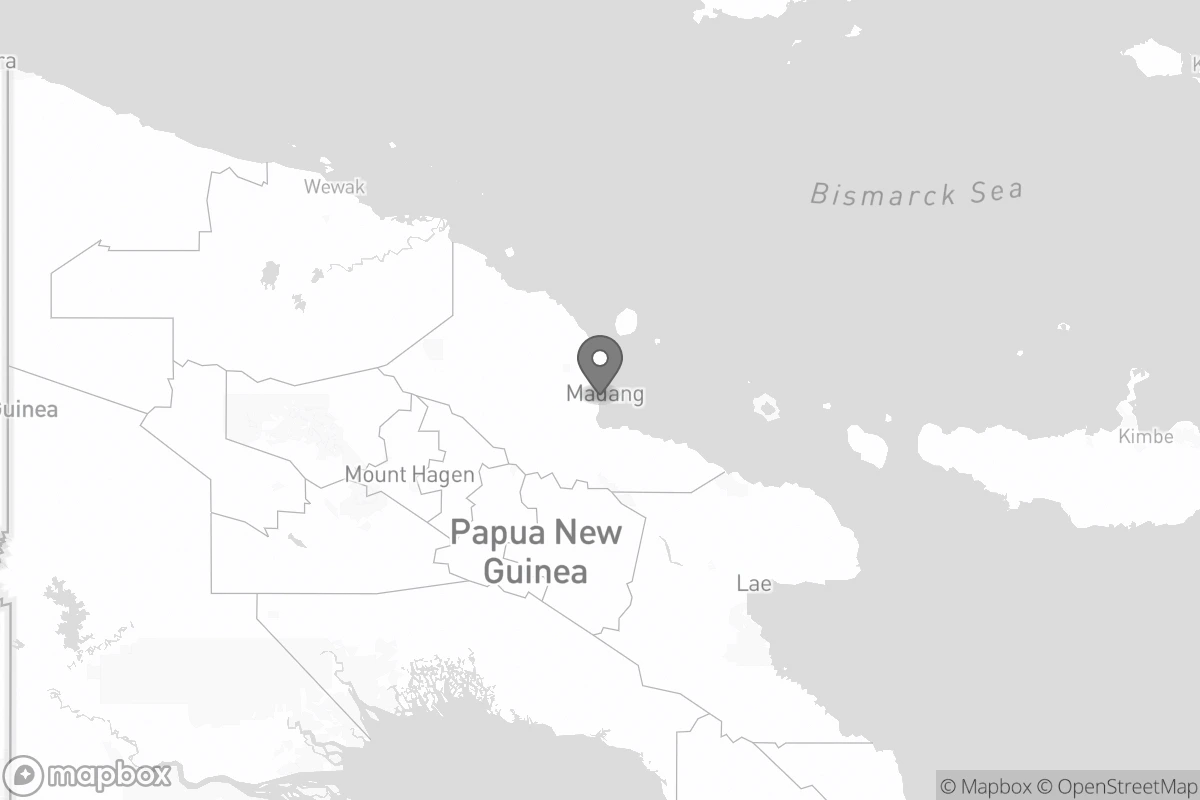 ra
K
Wewak
Bismarck Sea
Madang
Guinea
Kimbe
Mount Hagen
Papua New
Guinea
Lae
mapbox
© Mapbox © OpenStreetMap